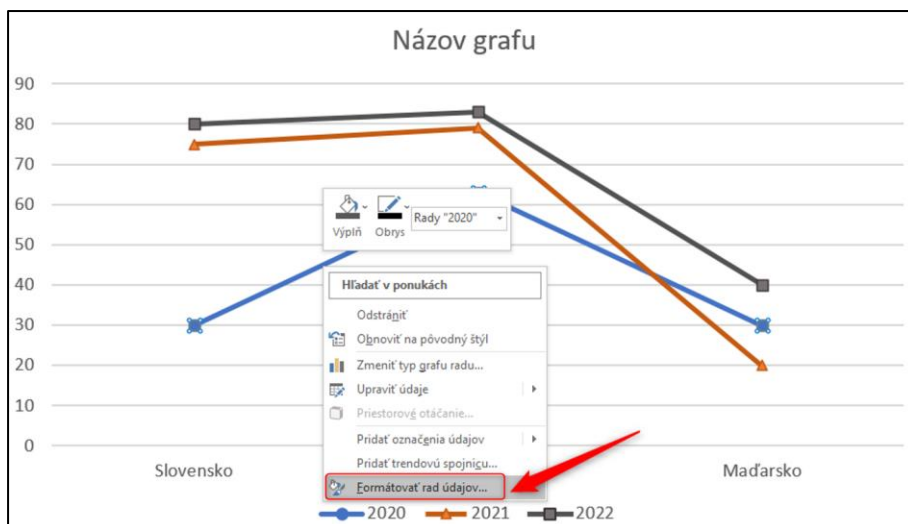 Názov grafu
90
80
70
60
50
40
30
20
10
0
Výplň Obrys Rady "2020"
Hľadať v ponukách
Odstrániť
Obnoviť na pôvodný štýl
Zmeniť typ grafu radu...
Upraviť údaje
Priestorové otáčanie...
Pridať označenia údajov
Pridať trendovú spojnicu...
Formátovať rad údajov...
Slovensko Maďarsko
2020 2021 2022